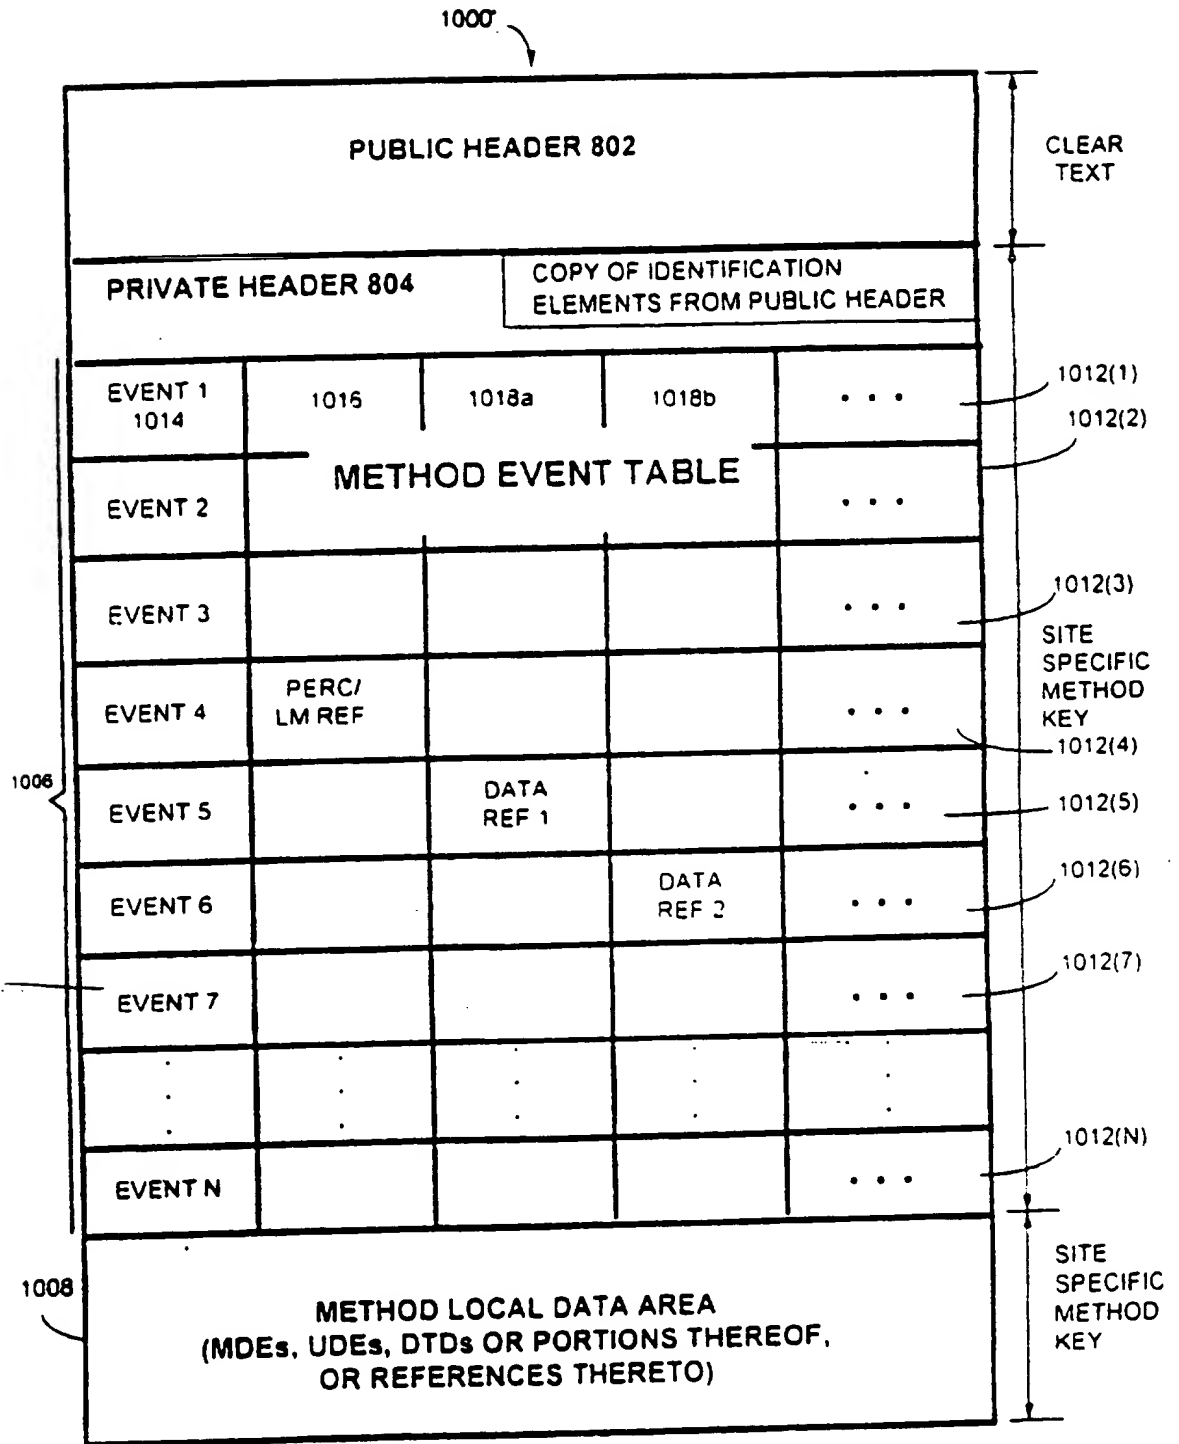 1000
PUBLIC HEADER 802
CLEAR
TEXT
PRIVATE HEADER 804
COPY OF IDENTIFICATION
ELEMENTS FROM PUBLIC HEADER
EVENT 1
1014
1016
1018a
1018b
• • •
1012(1)
1012(2)
METHOD EVENT TABLE
EVENT 2
• • •
EVENT 3
• • •
1012(3)
SITE
SPECIFIC
METHOD
KEY
EVENT 4
PERC/
LM REF
• • •
1012(4)
1006
EVENT 5
DATA
REF 1
• • •
1012(5)
EVENT 6
DATA
REF 2
• • •
1012(6)
EVENT 7
• • •
1012(7)
EVENT N
• • •
1012(N)
1008
METHOD LOCAL DATA AREA
(MDEs, UDEs, DTDs OR PORTIONS THEREOF,
OR REFERENCES THERETO)
SITE
SPECIFIC
METHOD
KEY